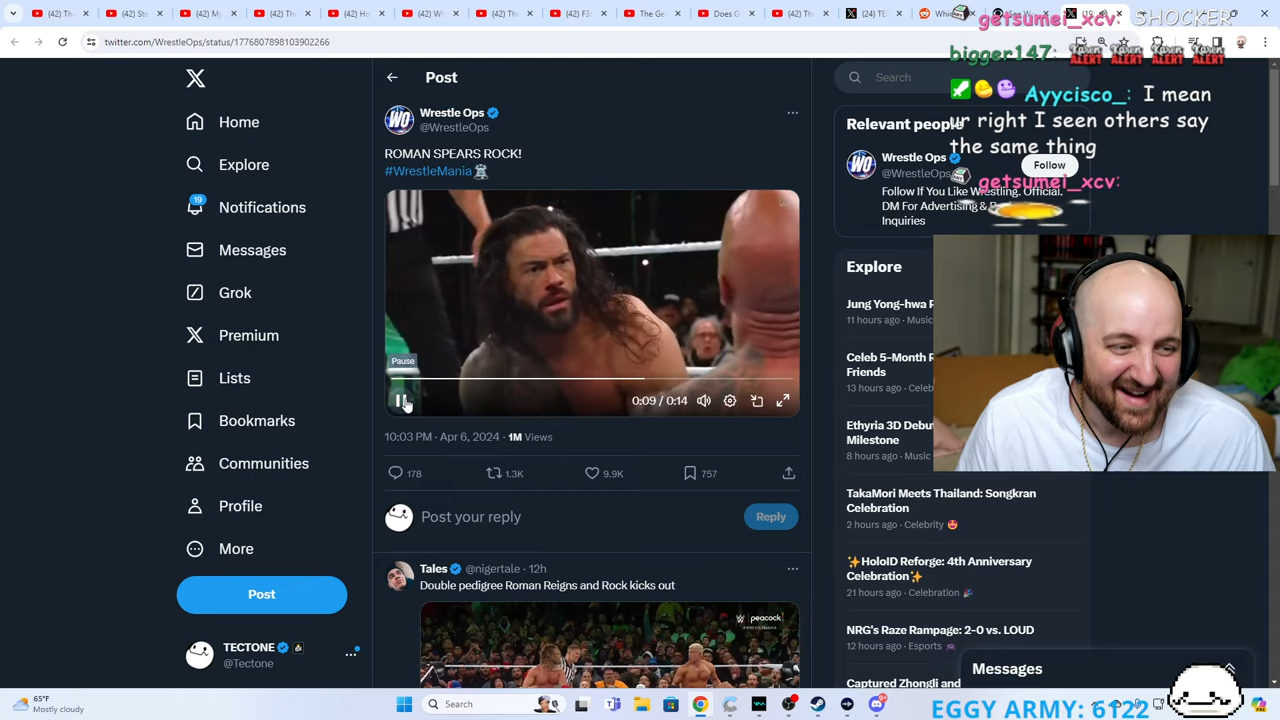 twitter.com/WrestleOps/status/1776807898103902266
getsumei_xcv: SHOCKER
bigger147:
Ayycisco_: I mean
ur right I seen others say
the same thing
getsumei_xcv:
Home
Explore
19
Notifications
Messages
Grok
Premium
Lists
Bookmarks
Communities
Profile
More
Post
TECTONE
@Tectone
Post
Wrestle Ops
@WrestleOps
ROMAN SPEARS ROCK!
#WrestleMania
Pause
0:09 / 0:14
10:03 PM · Apr 6, 2024 · 1M Views
178 1.3K 9.9K 757
Post your reply
Reply
Tales @nigertale · 12h
Double pedigree Roman Reigns and Rock kicks out
peacock
Search
Relevant people
Wrestle Ops
@WrestleOps
Follow
Follow If You Like Wrestling. Official.
DM For Advertising &
Inquiries
Explore
Jung Yong-hwa
11 hours ago · Music
Celeb 5-Month
Friends
13 hours ago · Celeb
Ethyria 3D Debu
Milestone
8 hours ago · Music
TakaMori Meets Thailand: Songkran
Celebration
2 hours ago · Celebrity
HoloID Reforge: 4th Anniversary
Celebration
21 hours ago · Celebration
NRG's Raze Rampage: 2-0 vs. LOUD
12 hours ago · Esports
Captured Zhongli and
Messages
65°F
Mostly cloudy
Search
EGGY ARMY: 6122